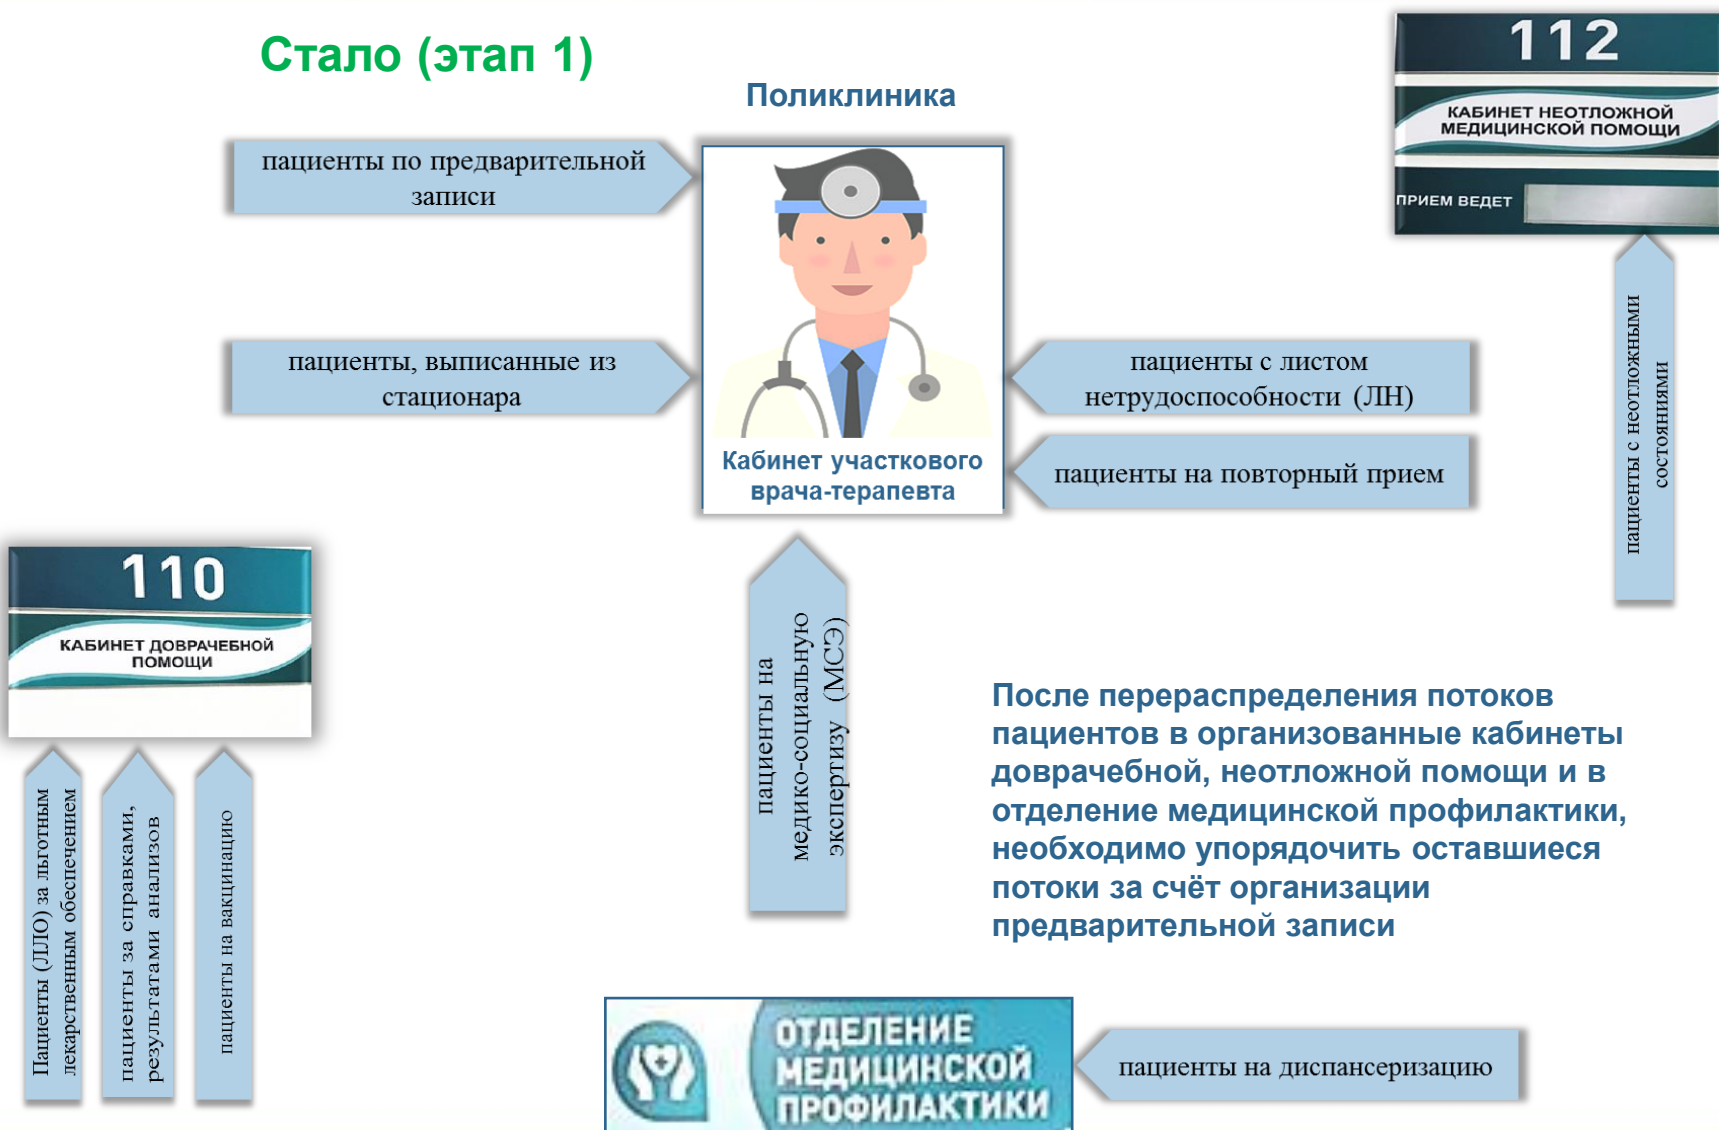 Стало (этап 1)
Поликлиника
112
КАБИНЕТ НЕОТЛОЖНОЙ
МЕДИЦИНСКОЙ ПОМОЩИ
ПРИЕМ ВЕДЕТ
пациенты по предварительной
записи
пациенты, выписанные из
стационара
Кабинет участкового
врача-терапевта
пациенты с листом
нетрудоспособности (ЛН)
пациенты на повторный прием
пациенты с неотложными
состояниями
110
КАБИНЕТ ДОВРАЧЕБНОЙ
ПОМОЩИ
Пациенты (ЛЛО) за льготным
лекарственным обеспечением
пациенты за справками,
результатами анализов
пациенты на вакцинацию
пациенты на
медико-социальную
экспертизу (МСЭ)
После перераспределения потоков
пациентов в организованные кабинеты
доврачебной, неотложной помощи и в
отделение медицинской профилактики,
необходимо упорядочить оставшиеся
потоки за счёт организации
предварительной записи
ОТДЕЛЕНИЕ
МЕДИЦИНСКОЙ
ПРОФИЛАКТИКИ
пациенты на диспансеризацию